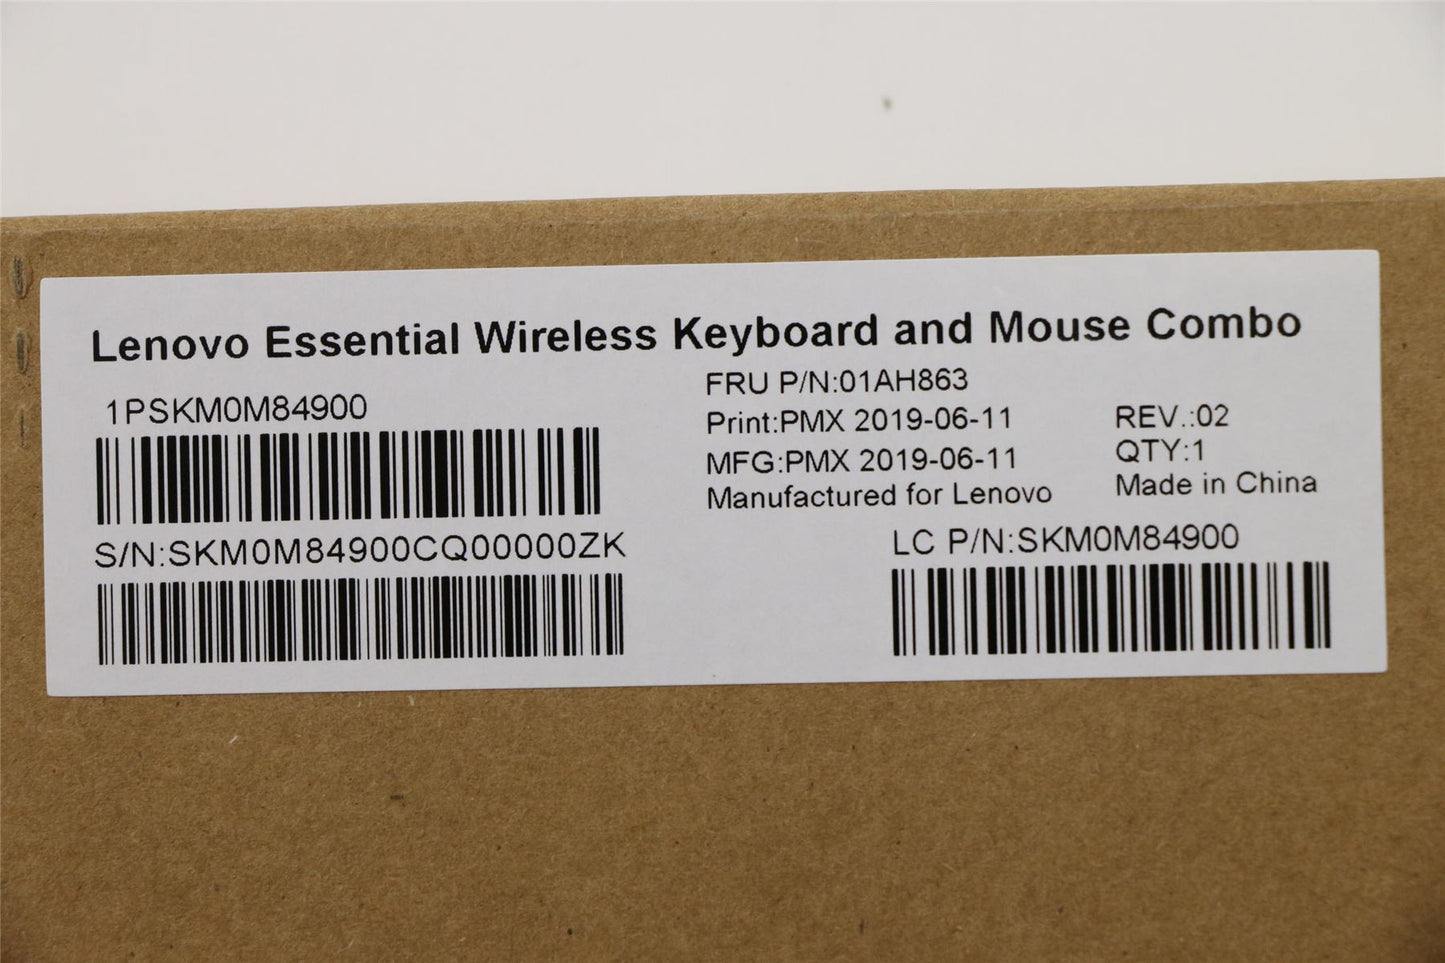 Lenovo Essential Wireless Keyboard and Mouse Combo
1PSKM0M84900
FRU P/N:01AH863
Print:PMX 2019-06-11
REV.:02
MFG:PMX 2019-06-11
QTY:1
Manufactured for Lenovo
Made in China
S/N:SKM0M84900CQ00000ZK
LC P/N:SKM0M84900